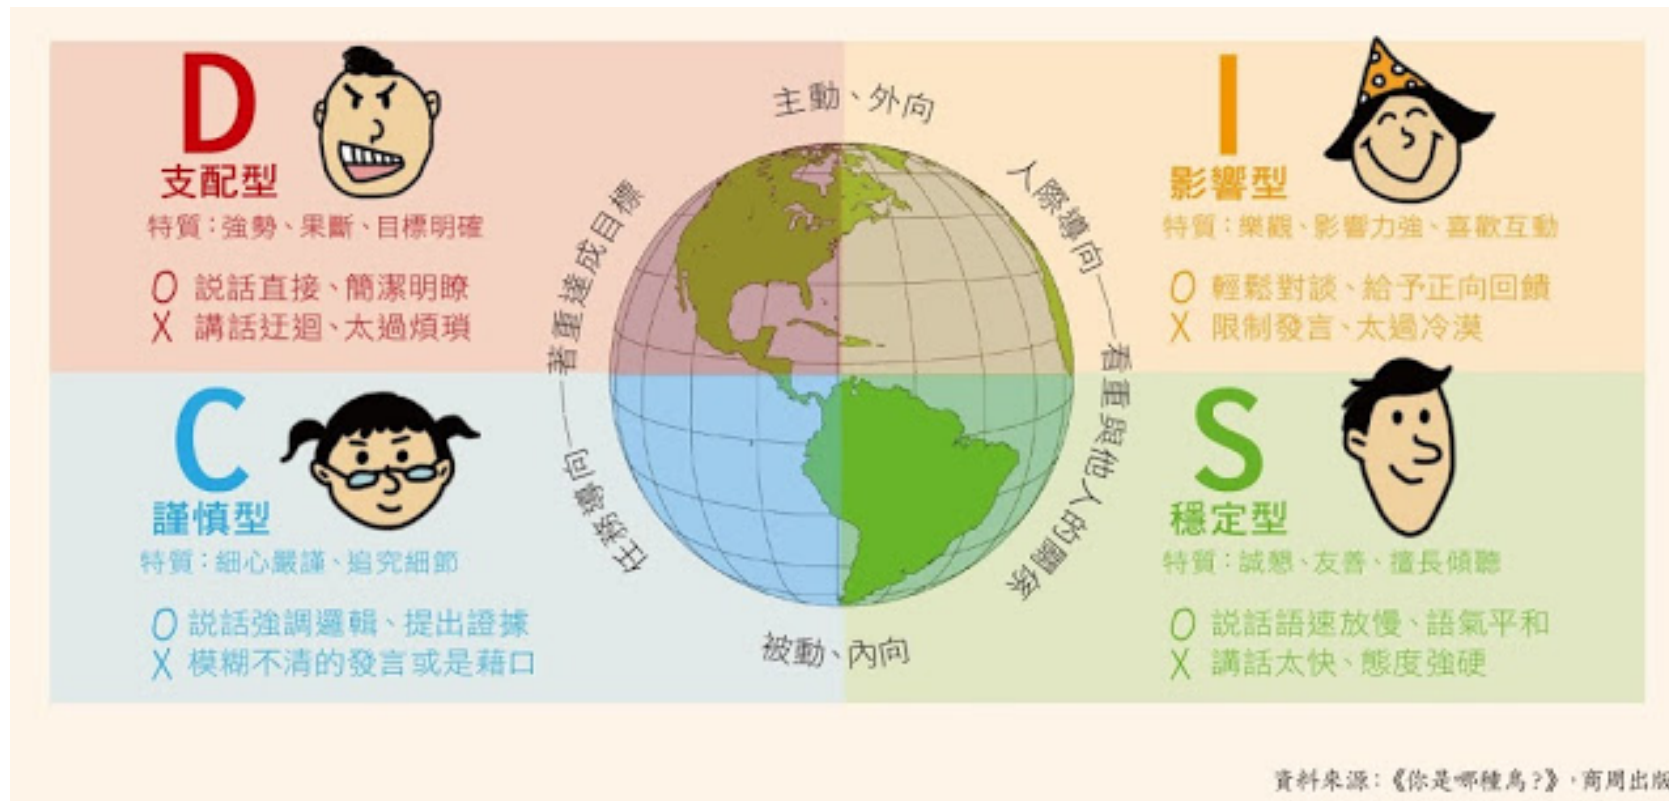 主動、外向
D
支配型
特質：強勢、果斷、目標明確
O 説話直接、簡潔明瞭
X 講話迂迴、太過煩瑣
I
影響型
特質：樂觀、影響力強、喜歡互動
O 輕鬆對談、給予正向回饋
X 限制發言、太過冷漠
任務導向——著重達成目標
人際導向——看重與他人的關係
C
謹慎型
特質：細心嚴謹、追究細節
O 説話強調邏輯、提出證據
X 模糊不清的發言或是藉口
S
穩定型
特質：誠懇、友善、擅長傾聽
O 説話語速放慢、語氣平和
X 講話太快、態度強硬
被動、內向
資料來源：《你是哪種鳥？》，商周出版